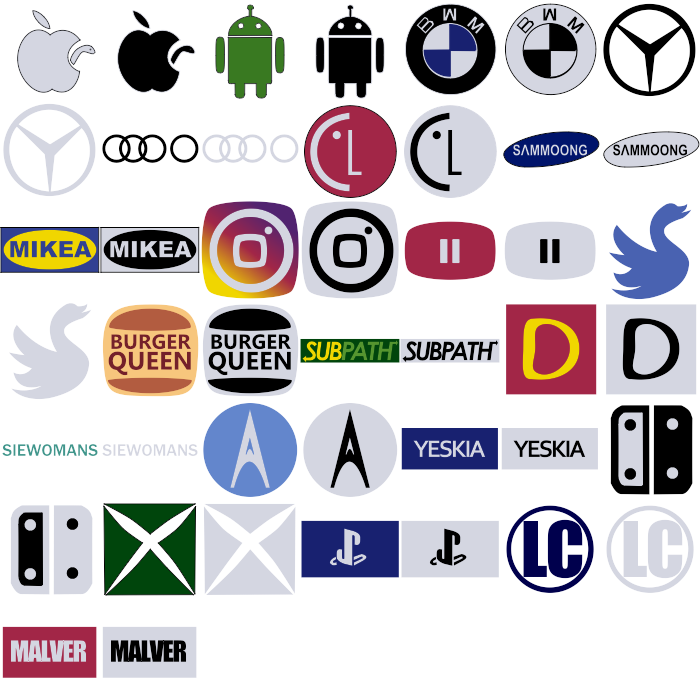 BMW BMW
L L SAMMOONG SAMMOONG
MIKEA MIKEA
BURGER BURGER SUBPATH SUBPATH D D
QUEEN QUEEN
SIEWOMANS SIEWOMANS A A YESKIA YESKIA
LC LC
MALVER MALVER